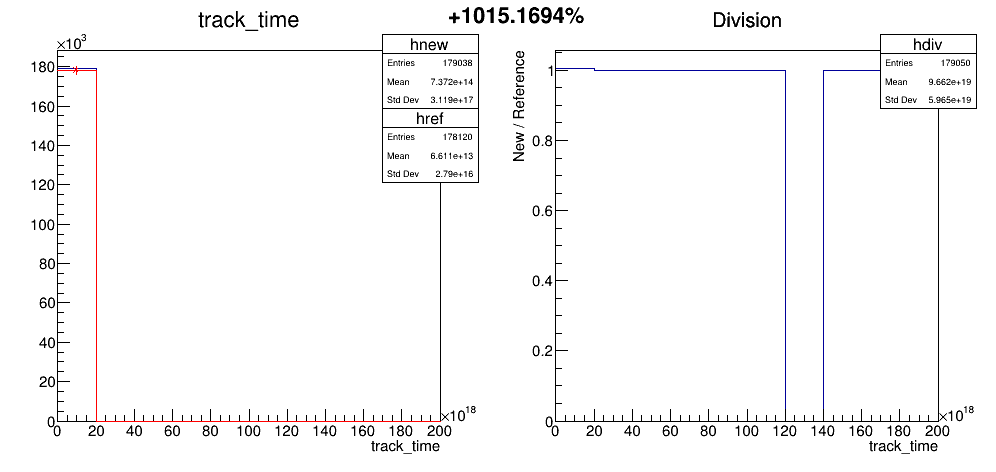 +1015.1694%
track_time
×10³
hnew
Entries 179038
Mean 7.372e+14
Std Dev 3.119e+17
href
Entries 178120
Mean 6.611e+13
Std Dev 2.79e+16
180
160
140
120
100
80
60
40
20
0
0 20 40 60 80 100 120 140 160 180 200
×10¹⁸
track_time
Division
hdiv
Entries 179050
Mean 9.662e+19
Std Dev 5.965e+19
New / Reference
1
0.8
0.6
0.4
0.2
0
0 20 40 60 80 100 120 140 160 180 200
×10¹⁸
track_time